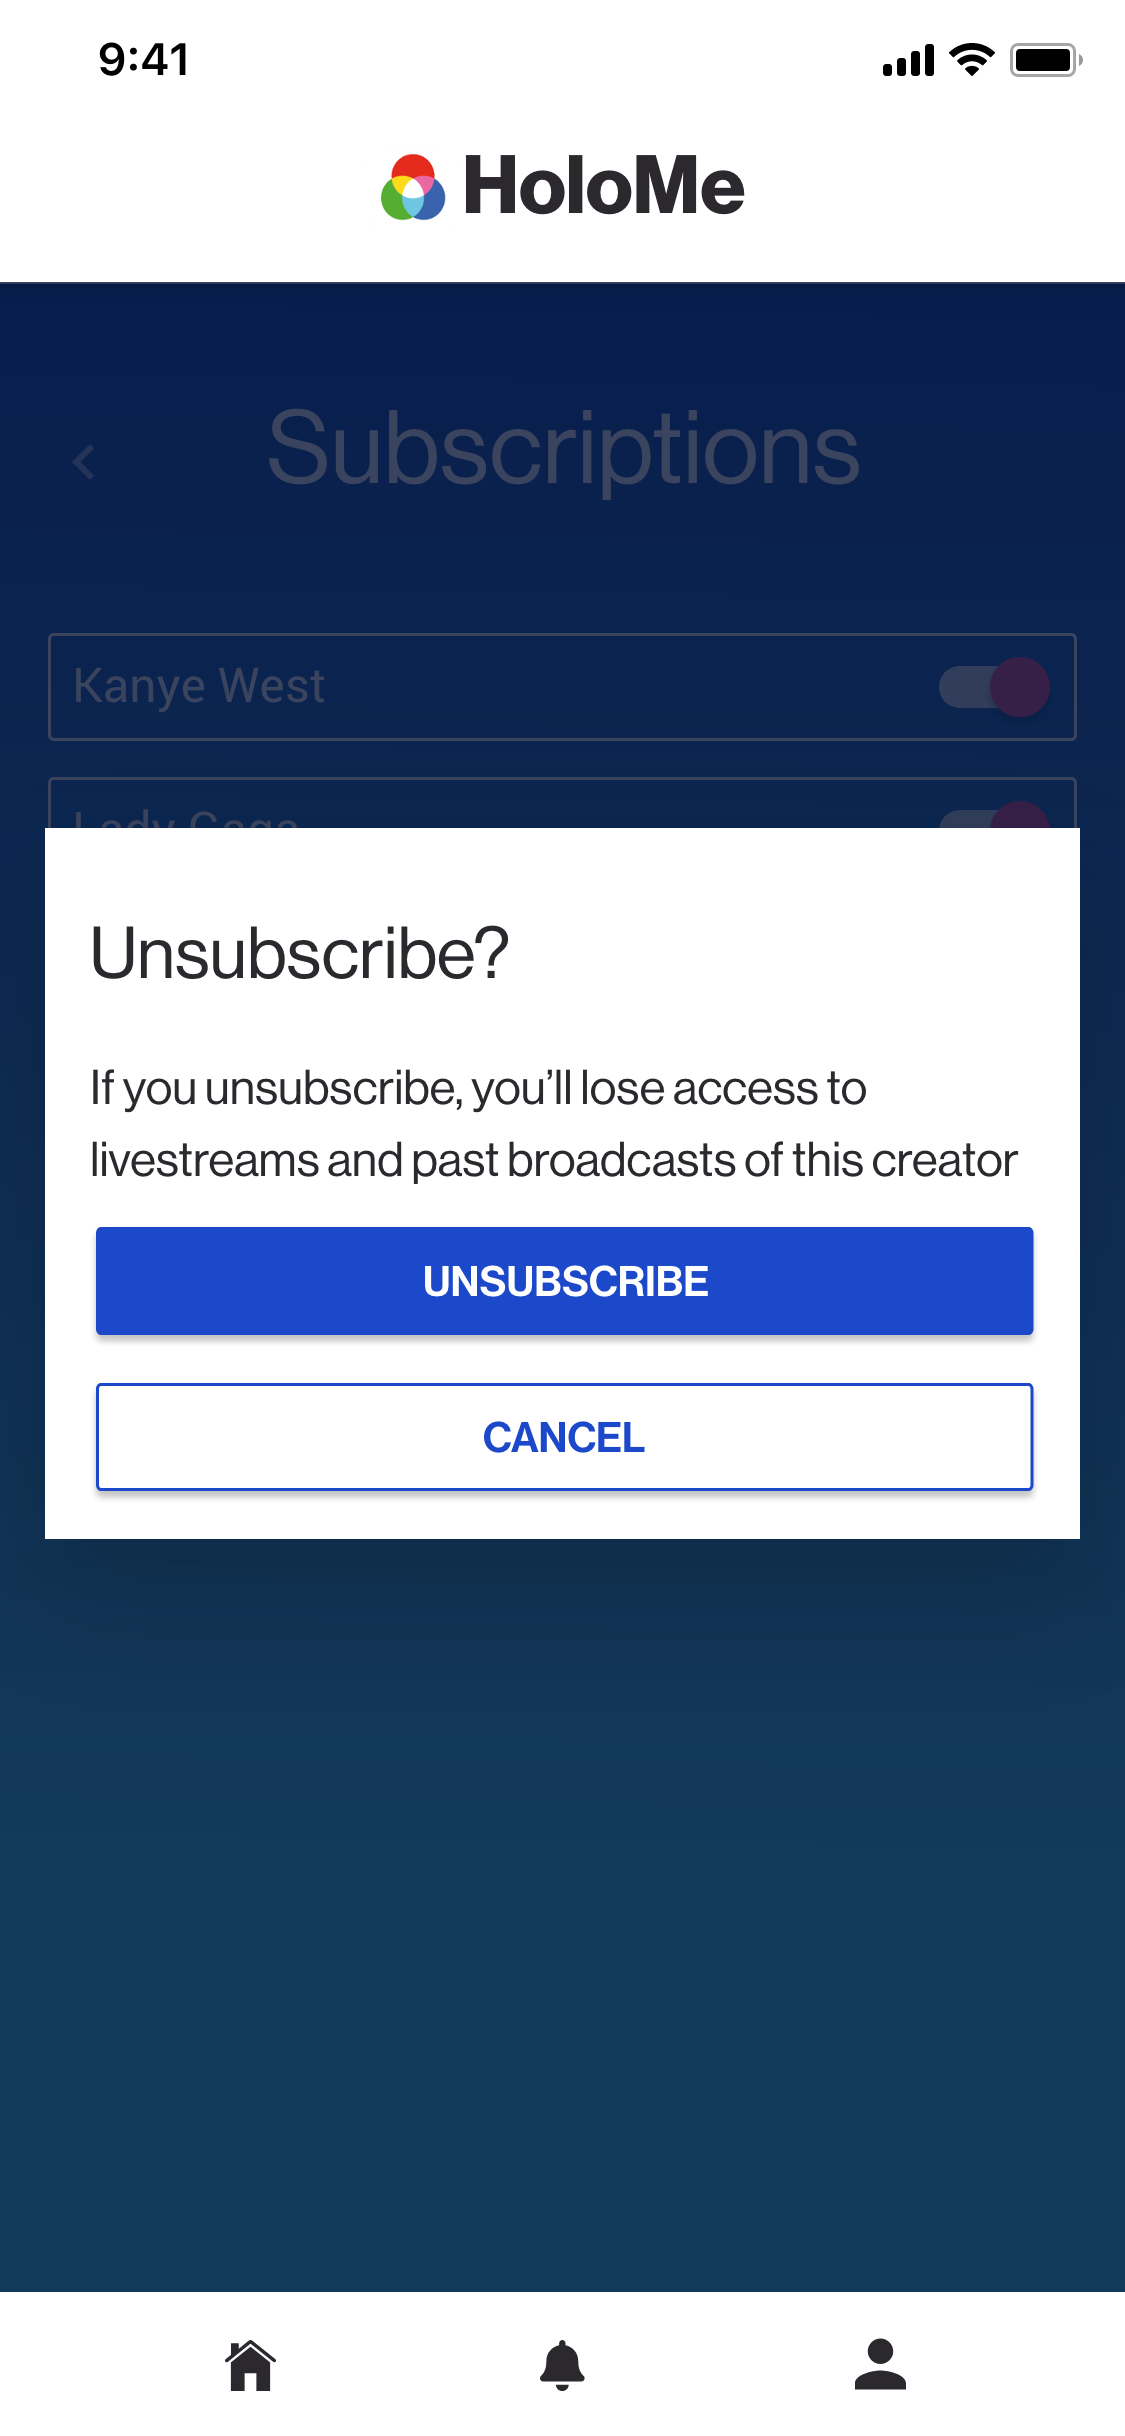 9:41
HoloMe
Subscriptions
Kanye West
Lady Gaga
Unsubscribe?
If you unsubscribe, you’ll lose access to
livestreams and past broadcasts of this creator
UNSUBSCRIBE
CANCEL